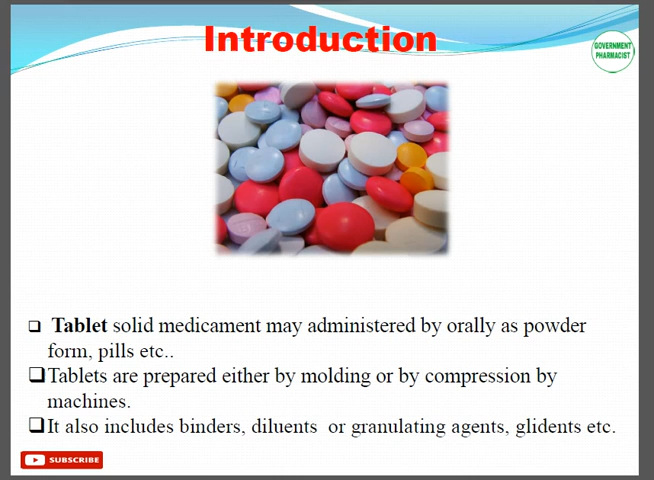 Introduction
GOVERNMENT
PHARMACIST
❑ Tablet solid medicament may administered by orally as powder
form, pills etc..
❑Tablets are prepared either by molding or by compression by
machines.
❑It also includes binders, diluents or granulating agents, glidents etc.
SUBSCRIBE